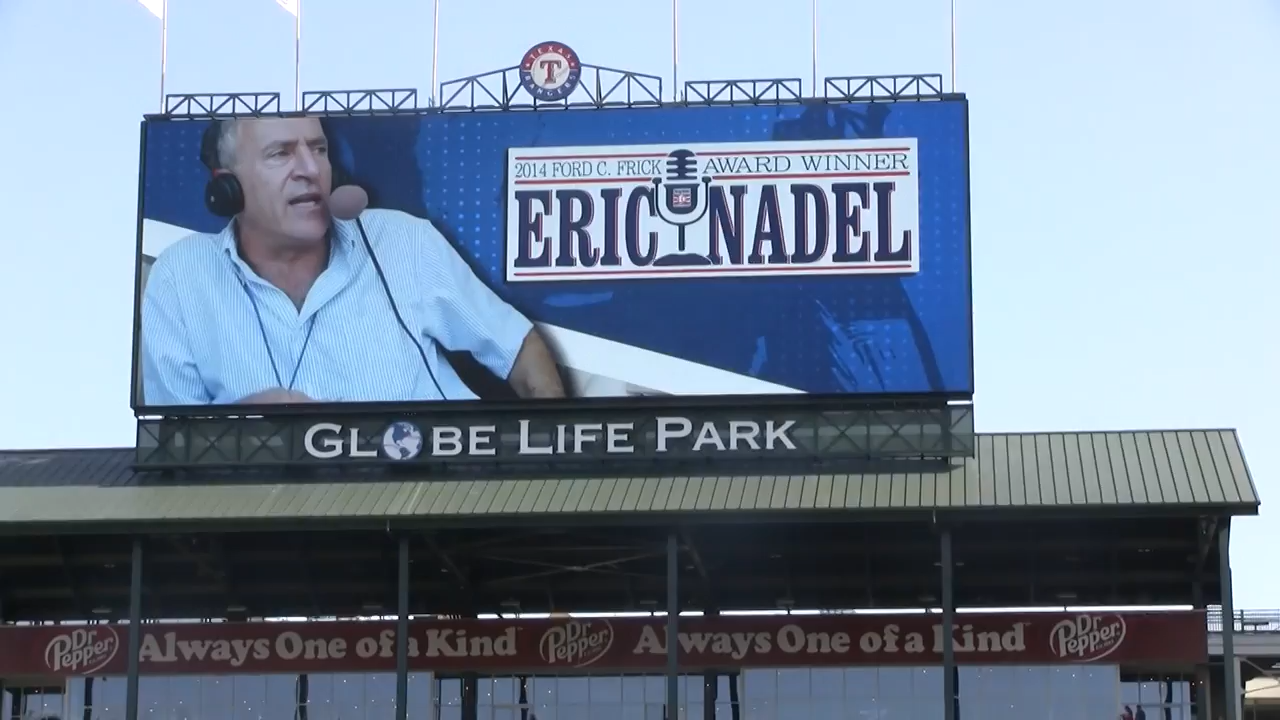 TEXAS
T
RANGERS
2014 FORD C. FRICK AWARD WINNER
ERIC NADEL
GLOBE LIFE PARK
Dr Pepper Always One of a Kind Dr Pepper Always One of a Kind Dr Pepper